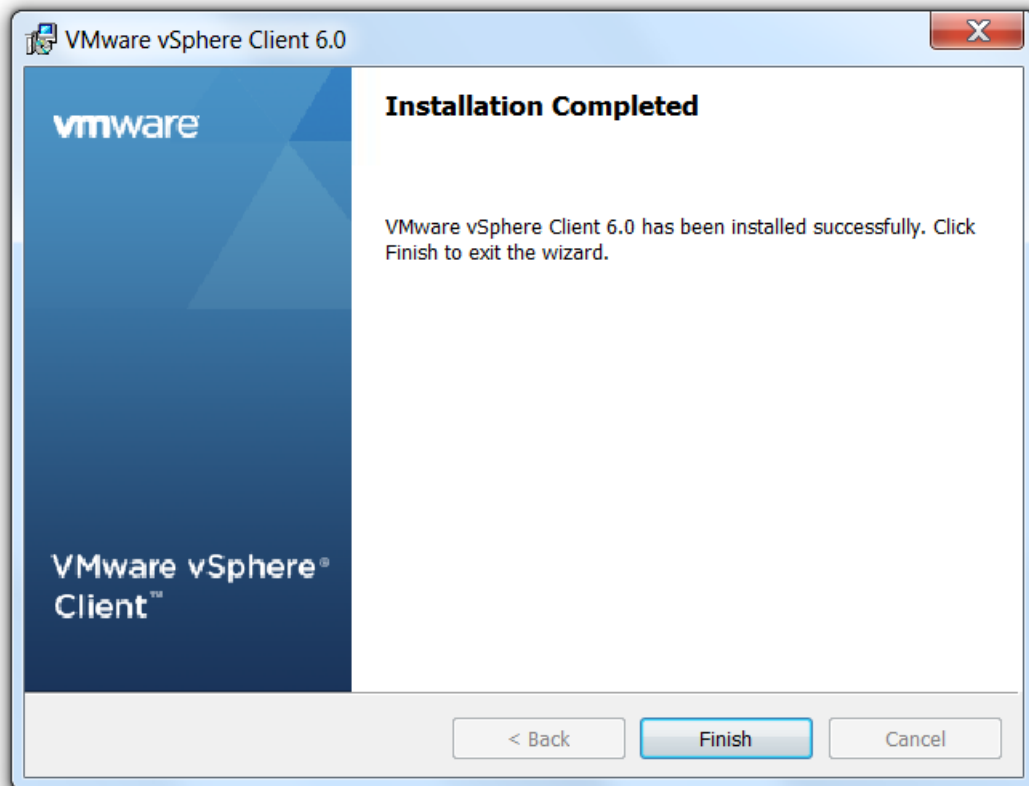 VMware vSphere Client 6.0
vmware
Installation Completed
VMware vSphere Client 6.0 has been installed successfully. Click
Finish to exit the wizard.
VMware vSphere®
Client™
< Back
Finish
Cancel